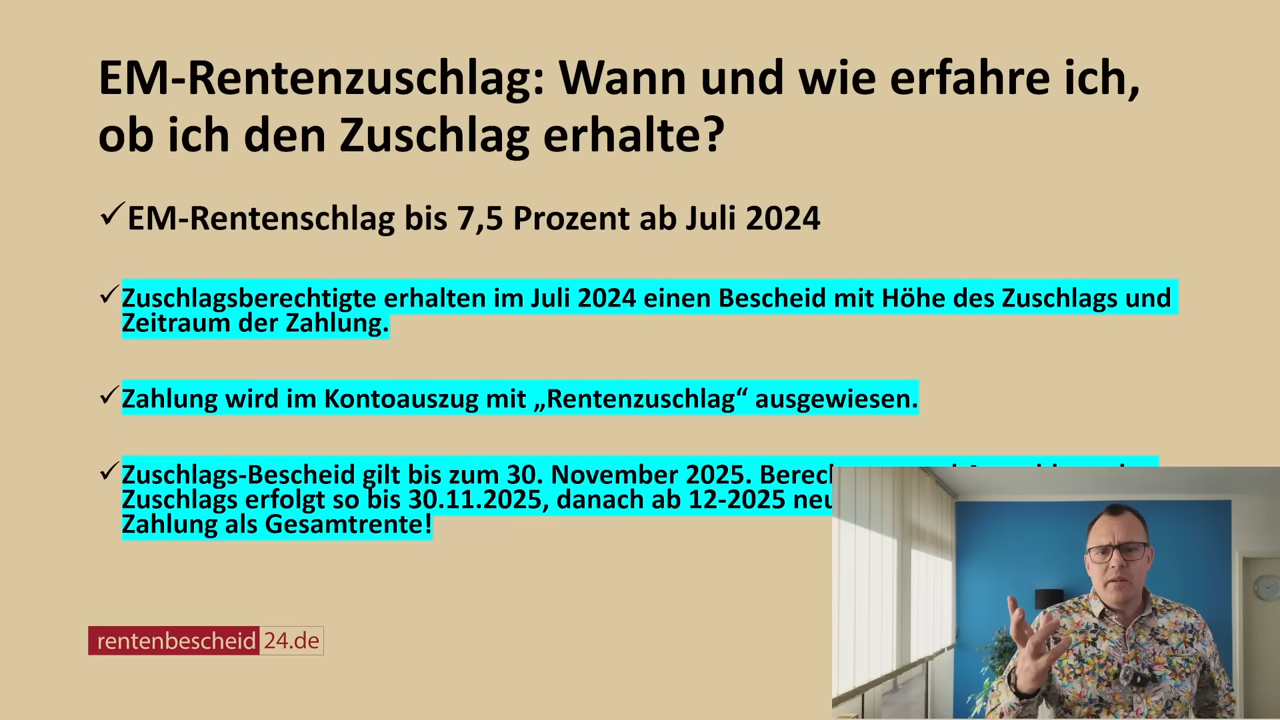 EM-Rentenzuschlag: Wann und wie erfahre ich,
ob ich den Zuschlag erhalte?
✓EM-Rentenschlag bis 7,5 Prozent ab Juli 2024
✓Zuschlagsberechtigte erhalten im Juli 2024 einen Bescheid mit Höhe des Zuschlags und
Zeitraum der Zahlung.
✓Zahlung wird im Kontoauszug mit „Rentenzuschlag“ ausgewiesen.
✓Zuschlags-Bescheid gilt bis zum 30. November 2025.
Zuschlags erfolgt so bis 30.11.2025, danach ab 12-2025
Zahlung als Gesamtrente!
rentenbescheid 24.de